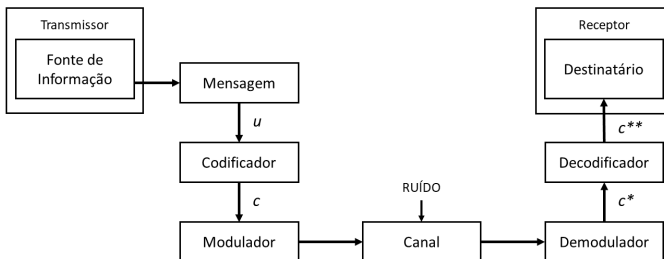 Transmissor
Fonte de
Informação
Mensagem
u
Codificador
c
Modulador
RUÍDO
Canal
Receptor
Destinatário
c**
Decodificador
c*
Demodulador